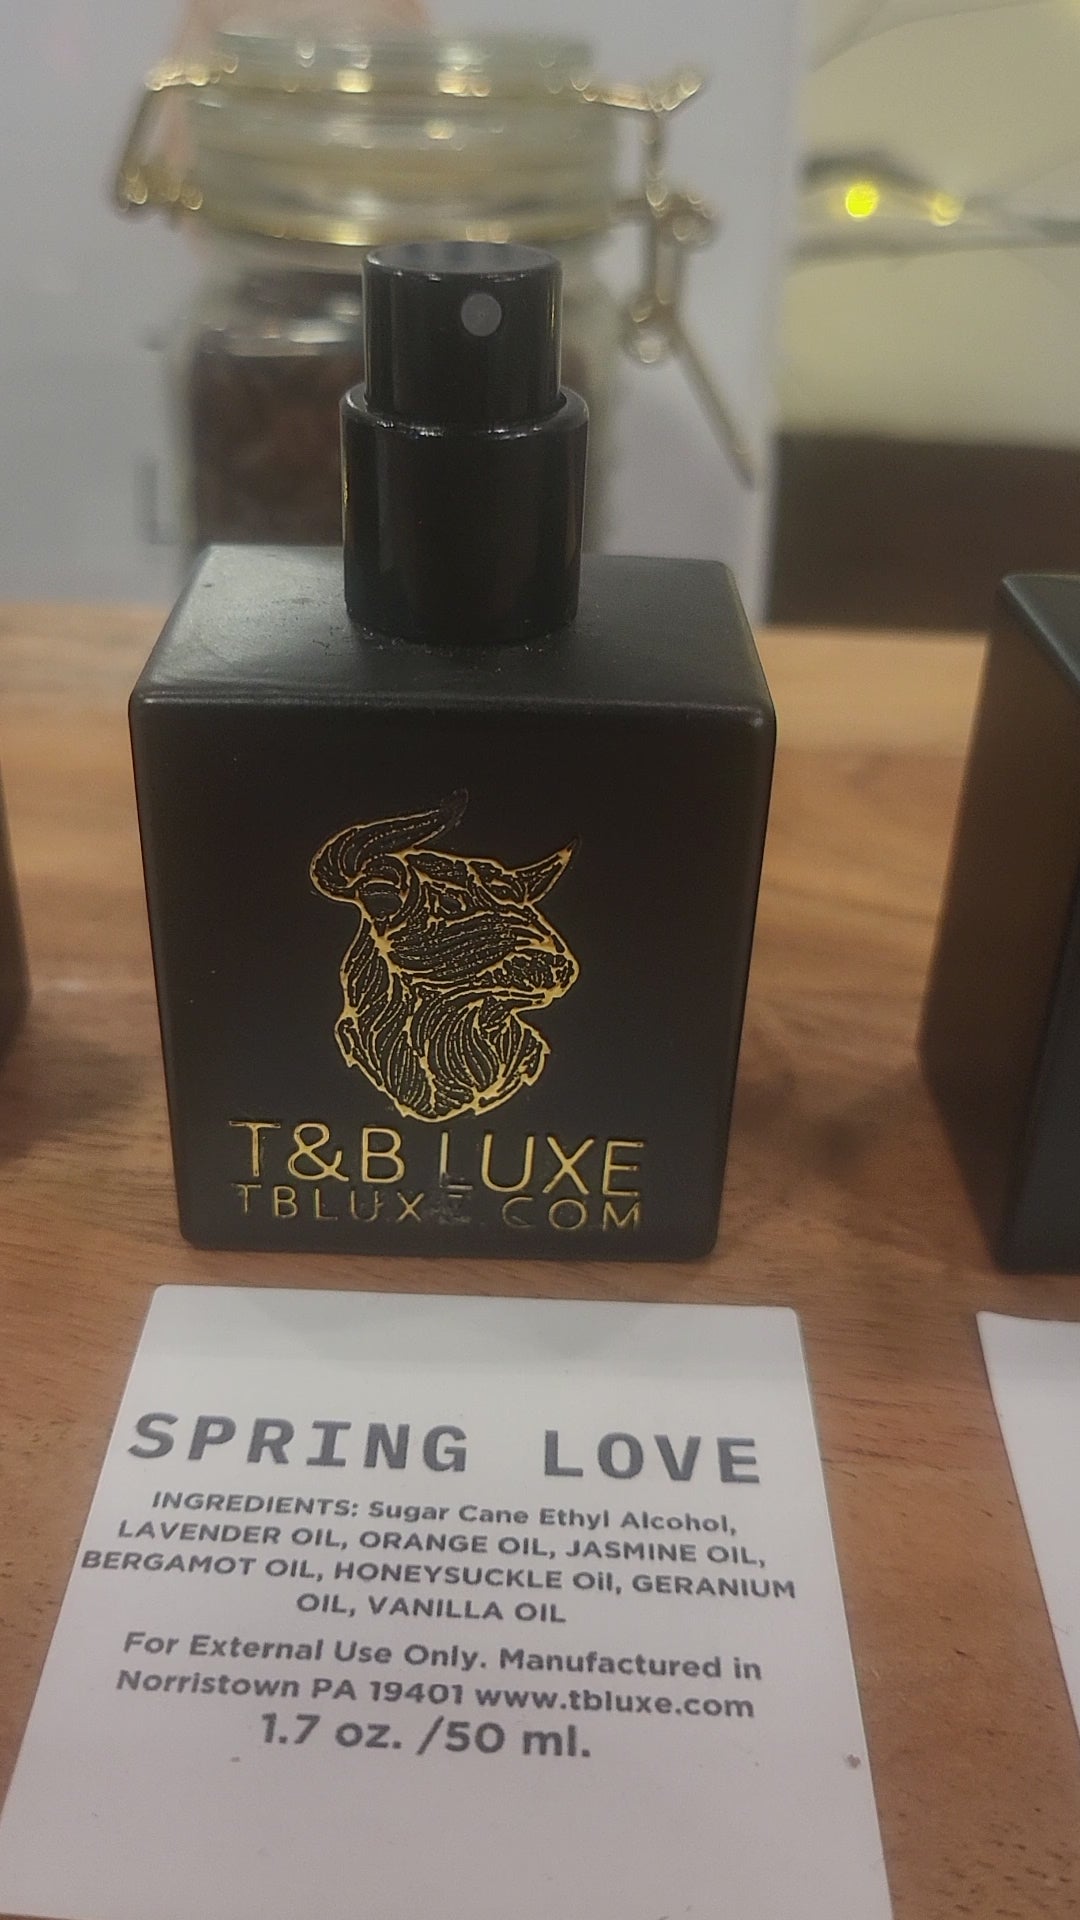 T&B LUXE
TBLUX .COM
SPRING LOVE
INGREDIENTS: Sugar Cane Ethyl Alcohol,
LAVENDER OIL, ORANGE OIL, JASMINE OIL,
BERGAMOT OIL, HONEYSUCKLE Oil, GERANIUM
OIL, VANILLA OIL
For External Use Only. Manufactured in
Norristown PA 19401 www.tbluxe.com
1.7 oz. /50 ml.